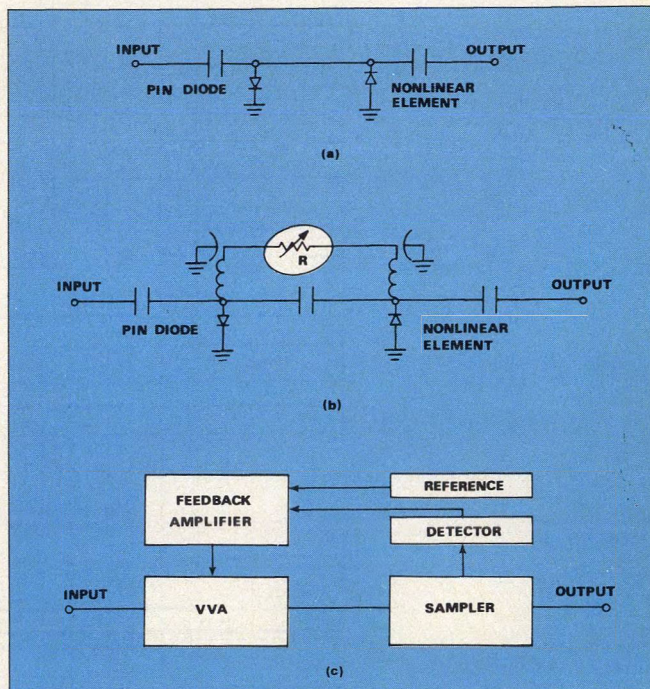 INPUT
OUTPUT
PIN DIODE
NONLINEAR
ELEMENT
(a)
R
INPUT
OUTPUT
PIN DIODE
NONLINEAR
ELEMENT
(b)
FEEDBACK
AMPLIFIER
REFERENCE
DETECTOR
INPUT
VVA
SAMPLER
OUTPUT
(c)